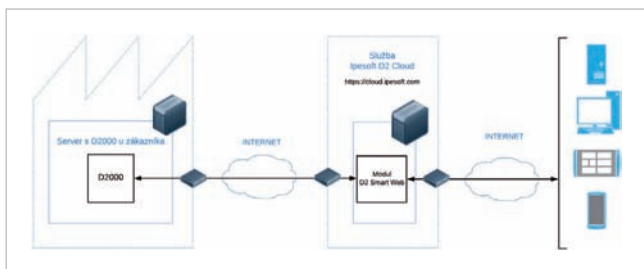 Služba
Ipesoft D2 Cloud
https://cloud.ipesoft.com
Server s D2000 u zákazníka
INTERNET
INTERNET
D2000
Modul
D2 Smart Web